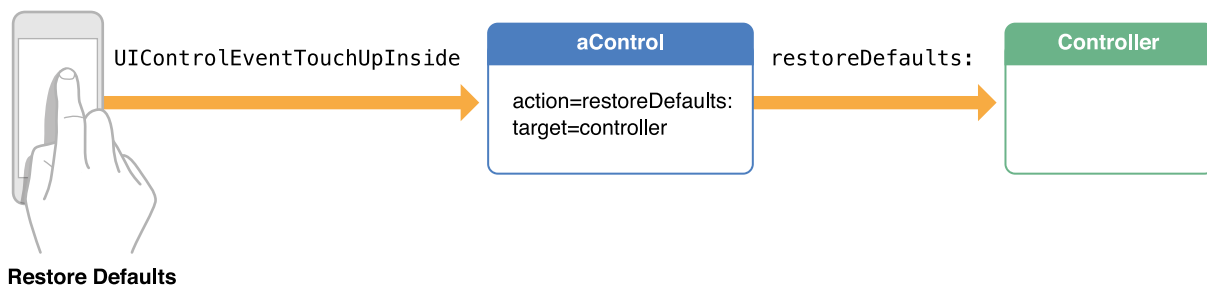 UIControlEventTouchUpInside
aControl
action=restoreDefaults:
target=controller
restoreDefaults:
Controller
Restore Defaults